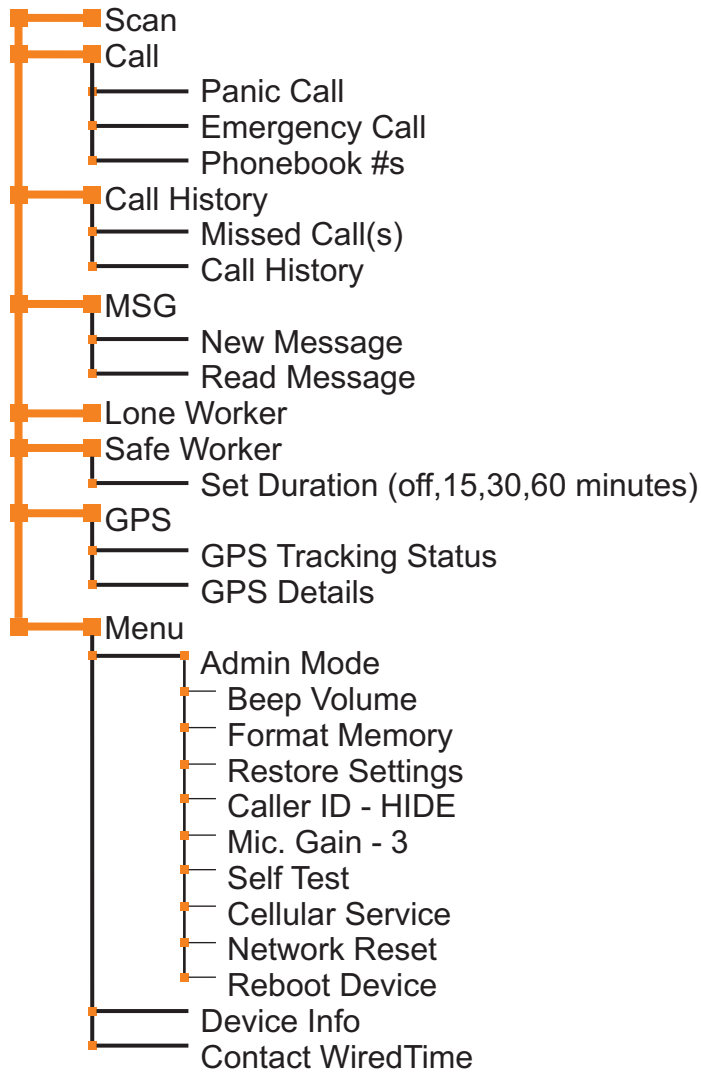 Scan
Call
Panic Call
Emergency Call
Phonebook #s
Call History
Missed Call(s)
Call History
MSG
New Message
Read Message
Lone Worker
Safe Worker
Set Duration (off,15,30,60 minutes)
GPS
GPS Tracking Status
GPS Details
Menu
Admin Mode
Beep Volume
Format Memory
Restore Settings
Caller ID - HIDE
Mic. Gain - 3
Self Test
Cellular Service
Network Reset
Reboot Device
Device Info
Contact WiredTime